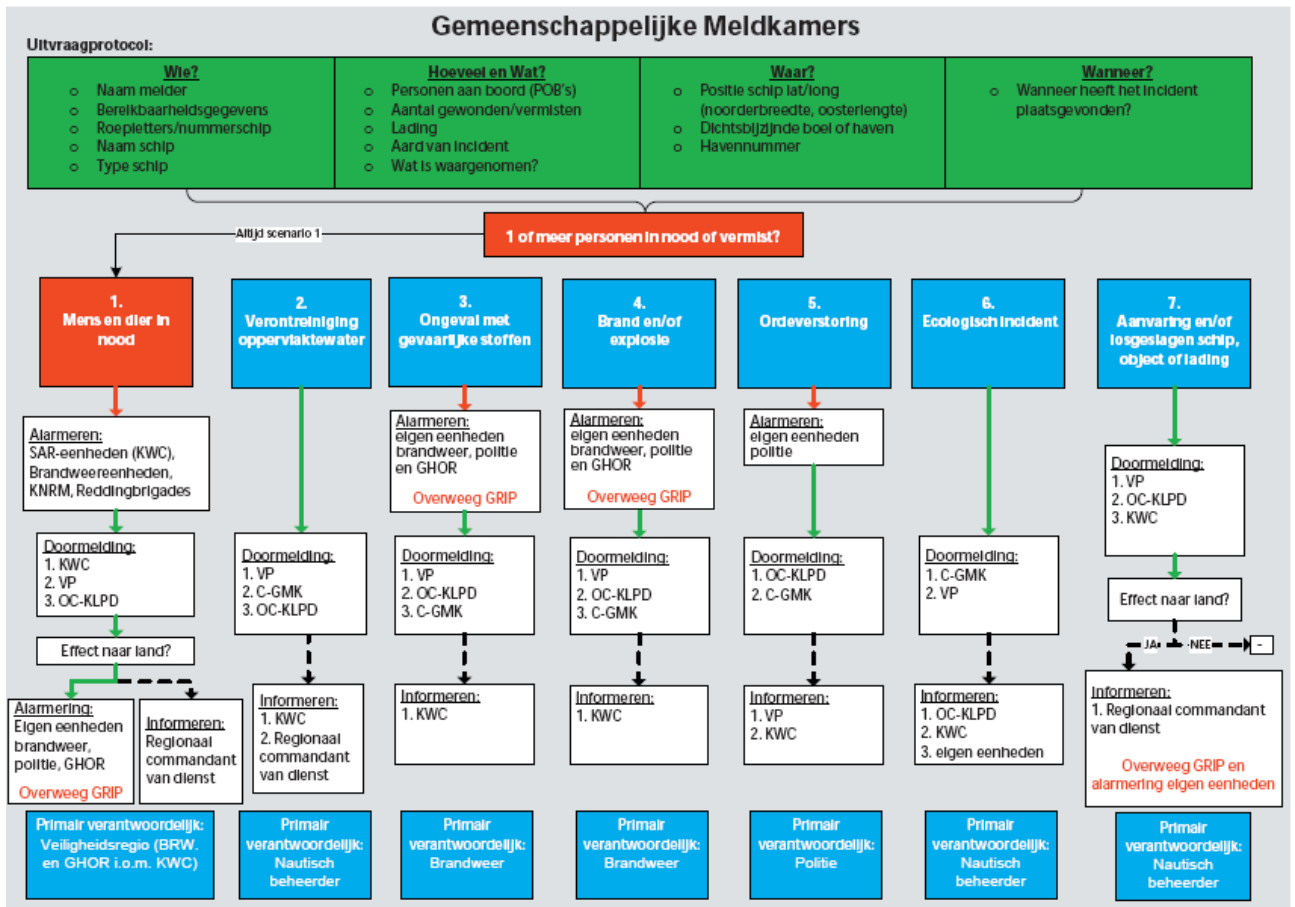 Gemeenschappelijke Meldkamers
Uitvraagprotocol:
Wie?
o Naam melder
o Bereikbaarheidsgegevens
o Roepletters/nummerschip
o Naam schip
o Type schip
Hoeveel en Wat?
o Personen aan boord (POB's)
o Aantal gewonden/vermisten
o Lading
o Aard van incident
o Wat is waargenomen?
Waar?
o Positie schip lat/long
(noorderbreedte, oosterlengte)
o Dichtsbijzijnde boei of haven
o Havennummer
Wanneer?
o Wanneer heeft het incident
plaatsgevonden?
Altijd scenario 1
1 of meer personen in nood of vermist?
1.
Mens en dier in
nood
2.
Verontreiniging
oppervlaktewater
3.
Ongeval met
gevaarlijke stoffen
4.
Brand en/of
explosie
5.
Ordeverstoring
6.
Ecologisch incident
7.
Aanvaring en/of
losgeslagen schip,
object of lading
Alarmeren:
SAR-eenheden (KWC),
Brandweereenheden,
KNRM, Reddingbrigades
Alarmeren:
eigen eenheden
brandweer, politie
en GHOR
Overweeg GRIP
Alarmeren:
eigen eenheden
brandweer, politie
en GHOR
Overweeg GRIP
Alarmeren:
eigen eenheden
politie
Doormelding:
1. VP
2. OC-KLPD
3. KWC
Doormelding:
1. KWC
2. VP
3. OC-KLPD
Doormelding:
1. VP
2. C-GMK
3. OC-KLPD
Doormelding:
1. VP
2. OC-KLPD
3. C-GMK
Doormelding:
1. VP
2. OC-KLPD
3. C-GMK
Doormelding:
1. OC-KLPD
2. C-GMK
Doormelding:
1. C-GMK
2. VP
Effect naar land?
Effect naar land?
JA
NEE
-
Alarmering:
Eigen eenheden
brandweer,
politie, GHOR
Overweeg GRIP
Informeren:
Regionaal
commandant
van dienst
Informeren:
1. KWC
2. Regionaal
commandant
van dienst
Informeren:
1. KWC
Informeren:
1. KWC
Informeren:
1. VP
2. KWC
Informeren:
1. OC-KLPD
2. KWC
3. eigen eenheden
Informeren:
1. Regionaal commandant
van dienst
Overweeg GRIP en
alarmering eigen eenheden
Primair verantwoordelijk:
Veiligheidsregio (BRW.
en GHOR i.o.m. KWC)
Primair
verantwoordelijk:
Nautisch
beheerder
Primair
verantwoordelijk:
Brandweer
Primair
verantwoordelijk:
Brandweer
Primair
verantwoordelijk:
Politie
Primair
verantwoordelijk:
Nautisch
beheerder
Primair
verantwoordelijk:
Nautisch
beheerder